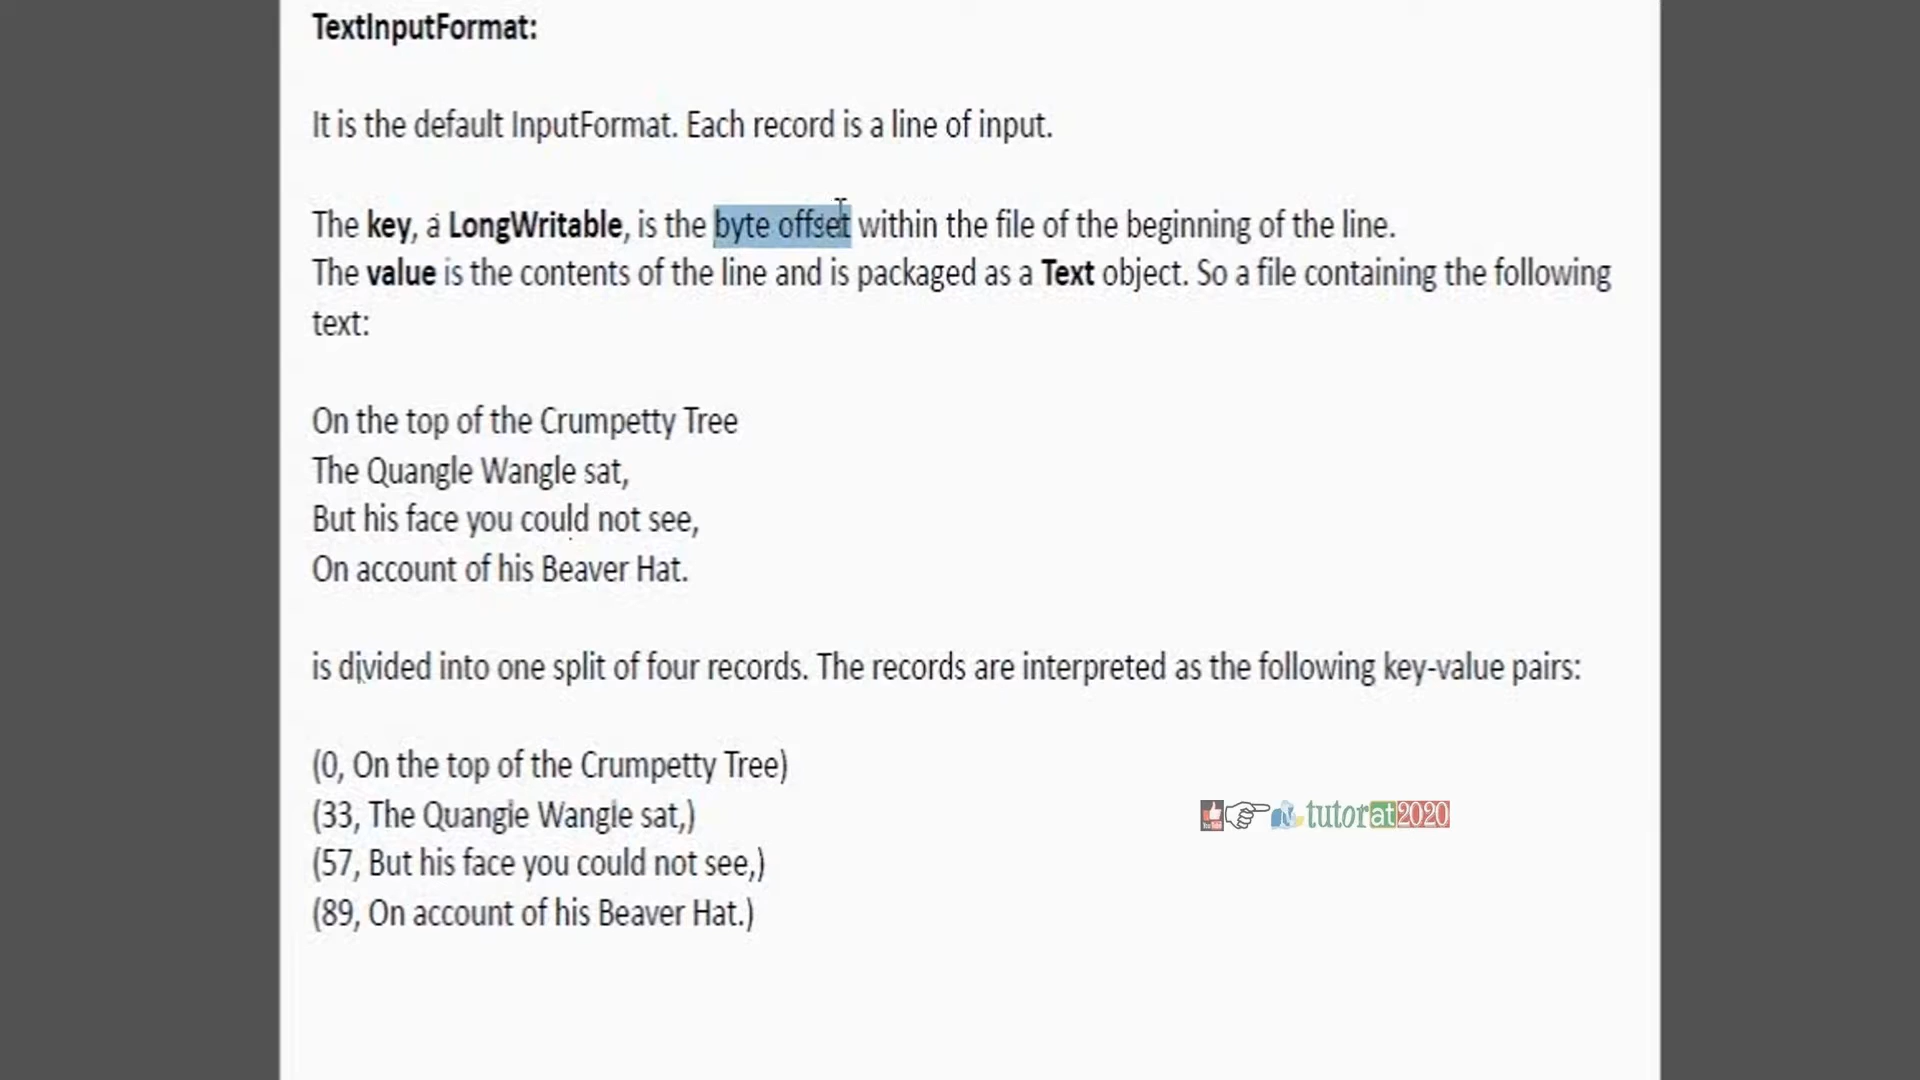 TextInputFormat:
It is the default InputFormat. Each record is a line of input.
The key, a LongWritable, is the byte offset within the file of the beginning of the line.
The value is the contents of the line and is packaged as a Text object. So a file containing the following
text:
On the top of the Crumpetty Tree
The Quangle Wangle sat,
But his face you could not see,
On account of his Beaver Hat.
is divided into one split of four records. The records are interpreted as the following key-value pairs:
(0, On the top of the Crumpetty Tree)
(33, The Quangle Wangle sat,)
tutorat2020
(57, But his face you could not see,)
(89, On account of his Beaver Hat.)